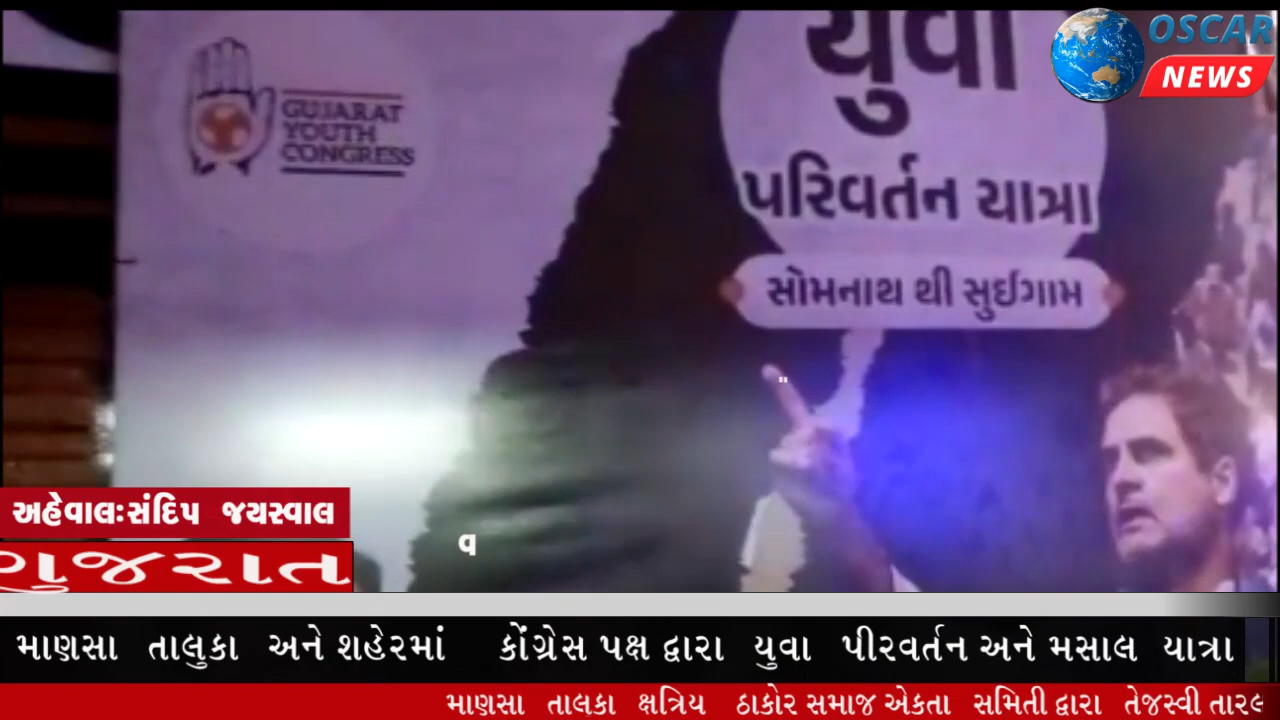 યુવા
OSCAR
NEWS
GUJARAT
YOUTH
CONGRESS
પરિવર્તન યાત્રા
સોમનાથ થી સુઈગામ
"
અહેવાલઃસંદિપ જયસ્વાલ
વ
ગુજરાત
માણસા તાલુકા અને શહેરમાં કોંગ્રેસ પક્ષ દ્વારા યુવા પીરવર્તન અને મસાલ યાત્રા
માણસા તાલકા ક્ષત્રિય ઠાકોર સમાજ એકતા સમિતી દ્વારા તેજસ્વી